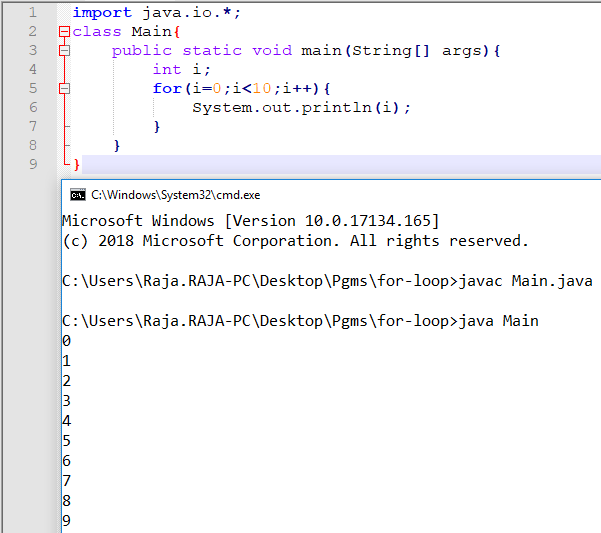 1 import java.io.*;
2 class Main{
3     public static void main(String[] args){
4         int i;
5         for(i=0;i<10;i++){
6             System.out.println(i);
7         }
8     }
9 }
C:\Windows\System32\cmd.exe
Microsoft Windows [Version 10.0.17134.165]
(c) 2018 Microsoft Corporation. All rights reserved.
C:\Users\Raja.RAJA-PC\Desktop\Pgms\for-loop>javac Main.java
C:\Users\Raja.RAJA-PC\Desktop\Pgms\for-loop>java Main
0
1
2
3
4
5
6
7
8
9